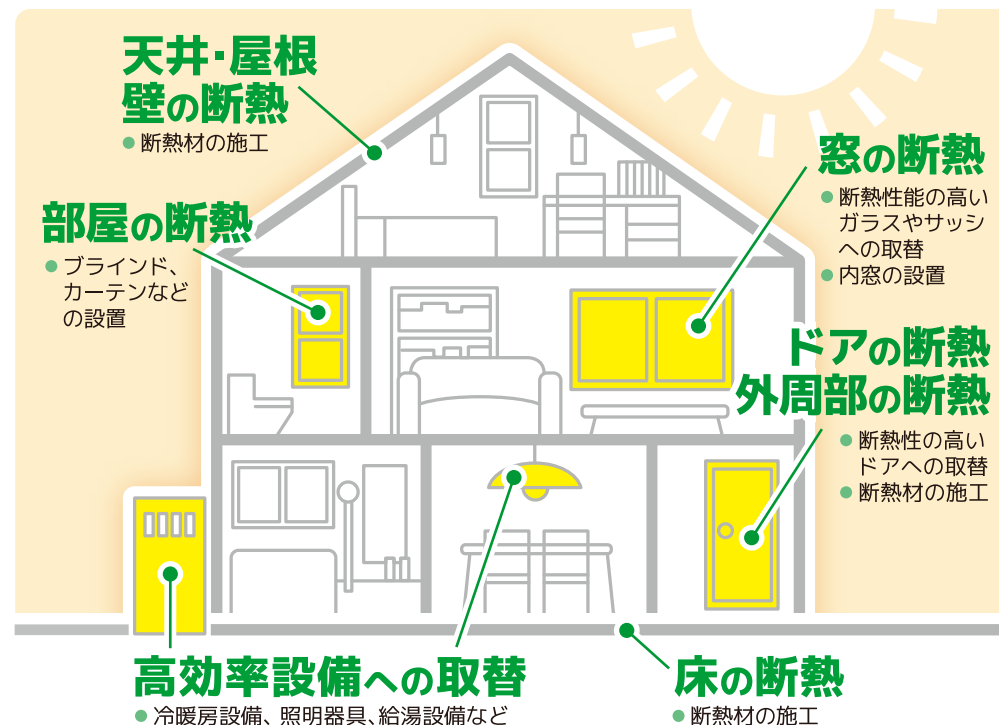 天井・屋根
壁の断熱
● 断熱材の施工
部屋の断熱
● ブラインド、
カーテンなど
の設置
窓の断熱
● 断熱性能の高い
ガラスやサッシ
への取替
● 内窓の設置
ドアの断熱
外周部の断熱
● 断熱性の高い
ドアへの取替
● 断熱材の施工
高効率設備への取替
● 冷暖房設備、照明器具、給湯設備など
床の断熱
● 断熱材の施工